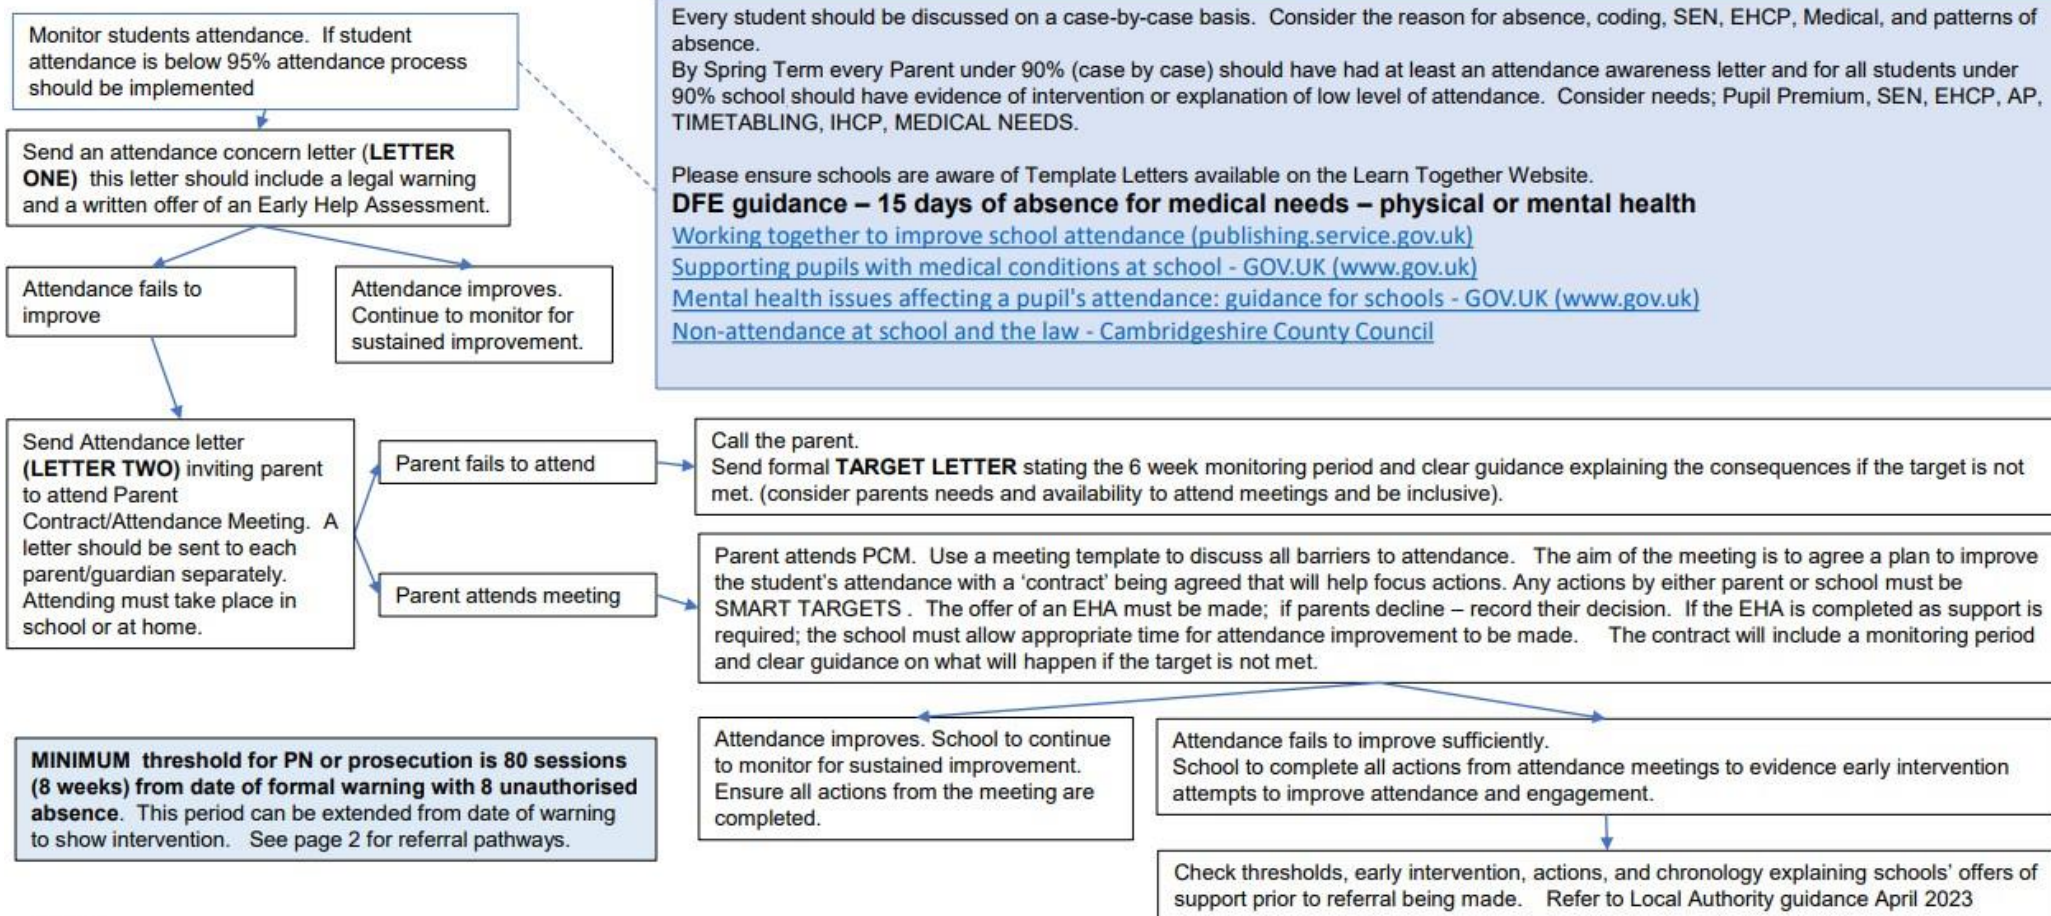 Monitor students attendance. If student
attendance is below 95% attendance process
should be implemented
Every student should be discussed on a case-by-case basis. Consider the reason for absence, coding, SEN, EHCP, Medical, and patterns of
absence.
By Spring Term every Parent under 90% (case by case) should have had at least an attendance awareness letter and for all students under
90% school should have evidence of intervention or explanation of low level of attendance. Consider needs; Pupil Premium, SEN, EHCP, AP,
TIMETABLING, IHCP, MEDICAL NEEDS.
Please ensure schools are aware of Template Letters available on the Learn Together Website.
DFE guidance – 15 days of absence for medical needs – physical or mental health
Working together to improve school attendance (publishing.service.gov.uk)
Supporting pupils with medical conditions at school - GOV.UK (www.gov.uk)
Mental health issues affecting a pupil's attendance: guidance for schools - GOV.UK (www.gov.uk)
Non-attendance at school and the law - Cambridgeshire County Council
Send an attendance concern letter (LETTER
ONE) this letter should include a legal warning
and a written offer of an Early Help Assessment.
Attendance fails to
improve
Attendance improves.
Continue to monitor for
sustained improvement.
Send Attendance letter
(LETTER TWO) inviting parent
to attend Parent
Contract/Attendance Meeting. A
letter should be sent to each
parent/guardian separately.
Attending must take place in
school or at home.
Parent fails to attend
Call the parent.
Send formal TARGET LETTER stating the 6 week monitoring period and clear guidance explaining the consequences if the target is not
met. (consider parents needs and availability to attend meetings and be inclusive).
Parent attends meeting
Parent attends PCM. Use a meeting template to discuss all barriers to attendance. The aim of the meeting is to agree a plan to improve
the student's attendance with a 'contract' being agreed that will help focus actions. Any actions by either parent or school must be
SMART TARGETS . The offer of an EHA must be made; if parents decline – record their decision. If the EHA is completed as support is
required; the school must allow appropriate time for attendance improvement to be made. The contract will include a monitoring period
and clear guidance on what will happen if the target is not met.
Attendance improves. School to continue
to monitor for sustained improvement.
Ensure all actions from the meeting are
completed.
Attendance fails to improve sufficiently.
School to complete all actions from attendance meetings to evidence early intervention
attempts to improve attendance and engagement.
MINIMUM threshold for PN or prosecution is 80 sessions
(8 weeks) from date of formal warning with 8 unauthorised
absence. This period can be extended from date of warning
to show intervention. See page 2 for referral pathways.
Check thresholds, early intervention, actions, and chronology explaining schools' offers of
support prior to referral being made. Refer to Local Authority guidance April 2023